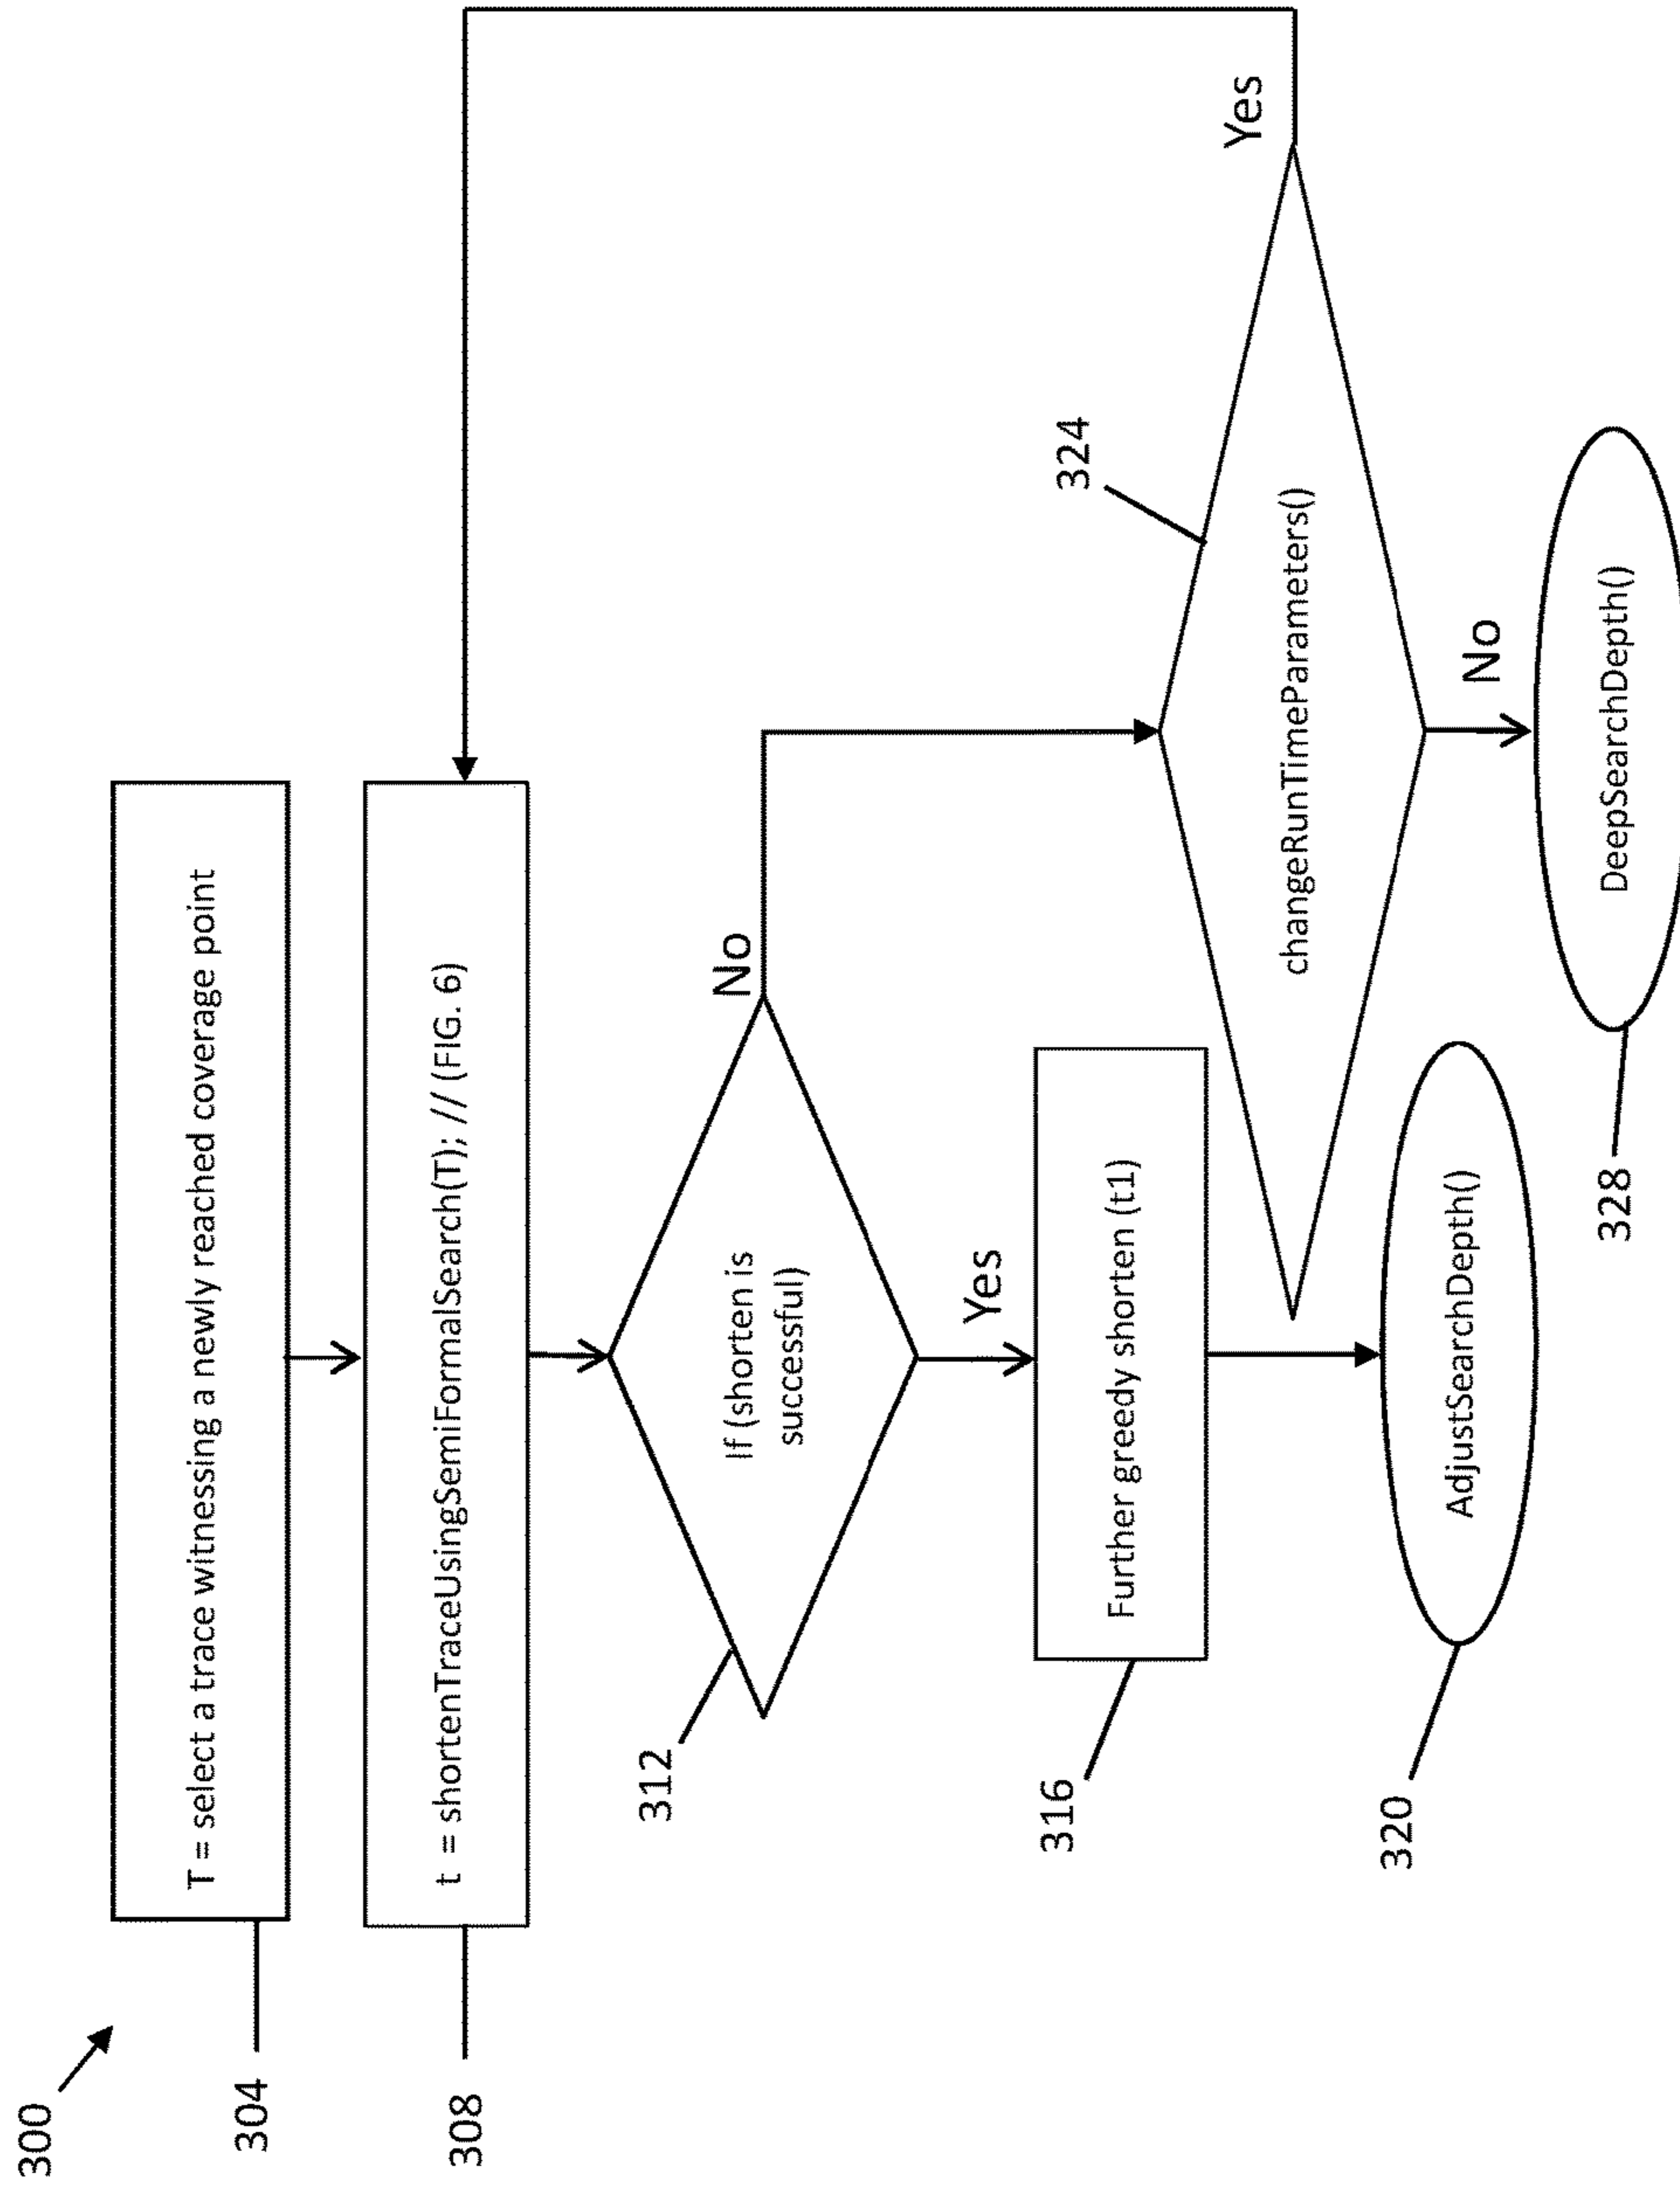 300
304
T = select a trace witnessing a newly reached coverage point
308
t = shortenTraceUsingSemiFormalSearch(T); // (FIG. 6)
312
If (shorten is
successful)
No
Yes
316
Further greedy shorten (t1)
324
changeRunTimeParameters()
Yes
No
320
AdjustSearchDepth()
328
DeepSearchDepth()